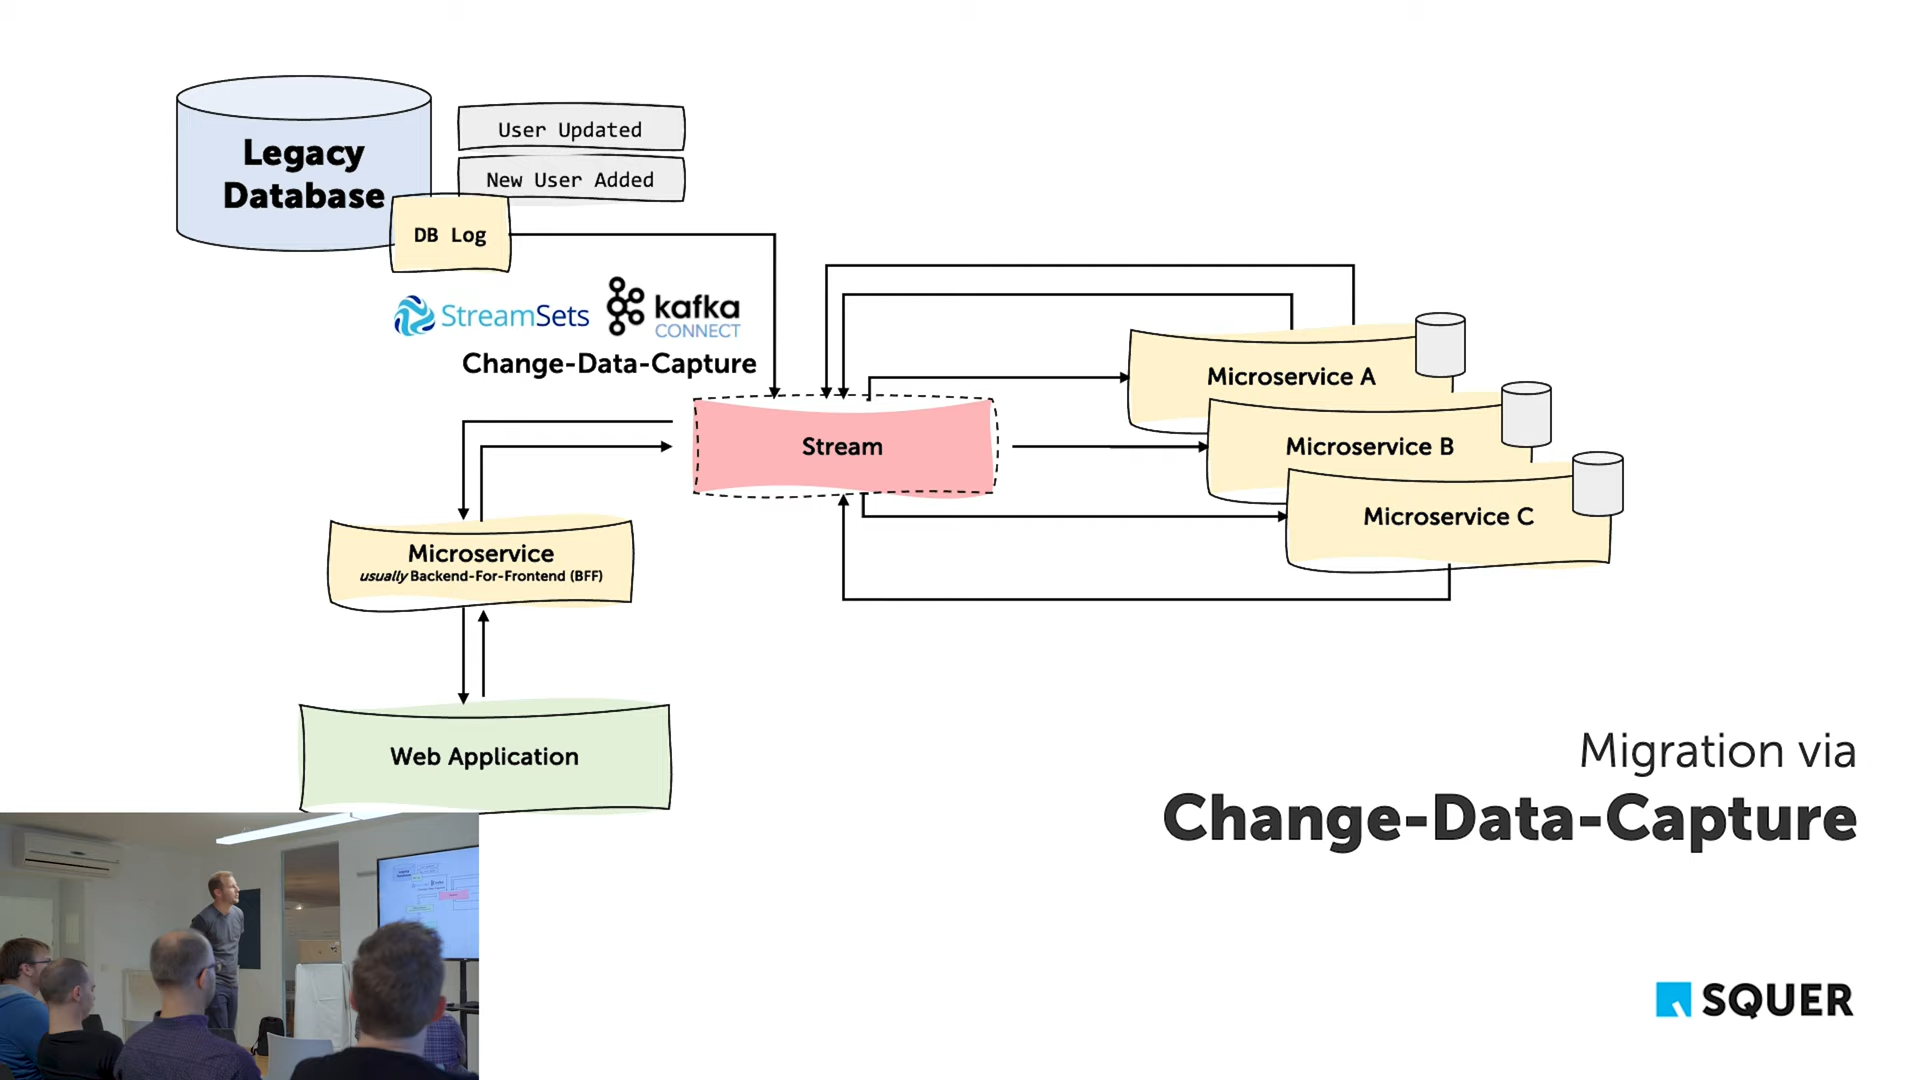 Legacy
Database
User Updated
New User Added
DB Log
StreamSets
kafka
CONNECT
Change-Data-Capture
Stream
Microservice A
Microservice B
Microservice C
Microservice
usually Backend-For-Frontend (BFF)
Web Application
Migration via
Change-Data-Capture
SQUER